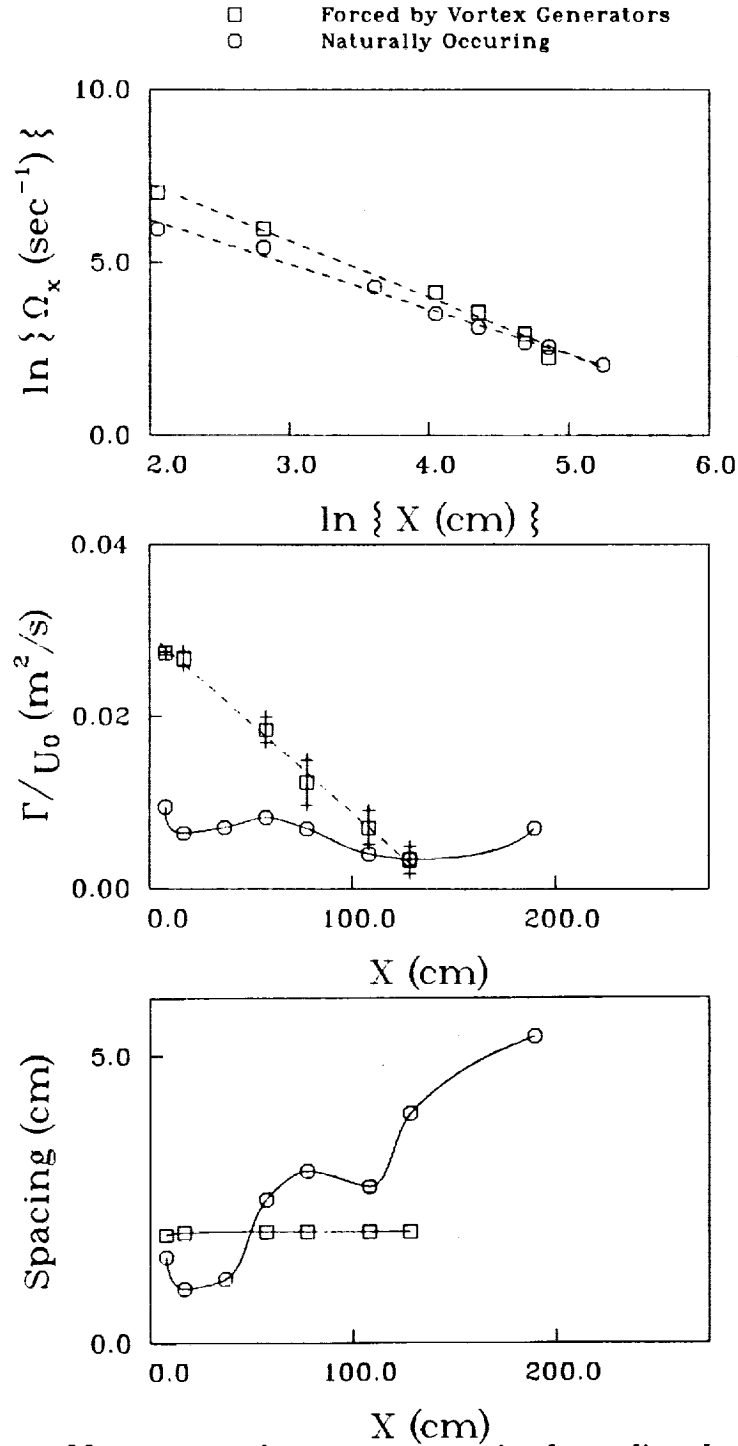 Forced by Vortex Generators
Naturally Occuring
10.0
5.0
0.0
ln { Ωₓ (sec⁻¹) }
2.0 3.0 4.0 5.0 6.0
ln { X (cm) }
0.04
0.02
0.00
Γ/U₀ (m²/s)
0.0 100.0 200.0
X (cm)
5.0
0.0
Spacing (cm)
0.0 100.0 200.0
X (cm)